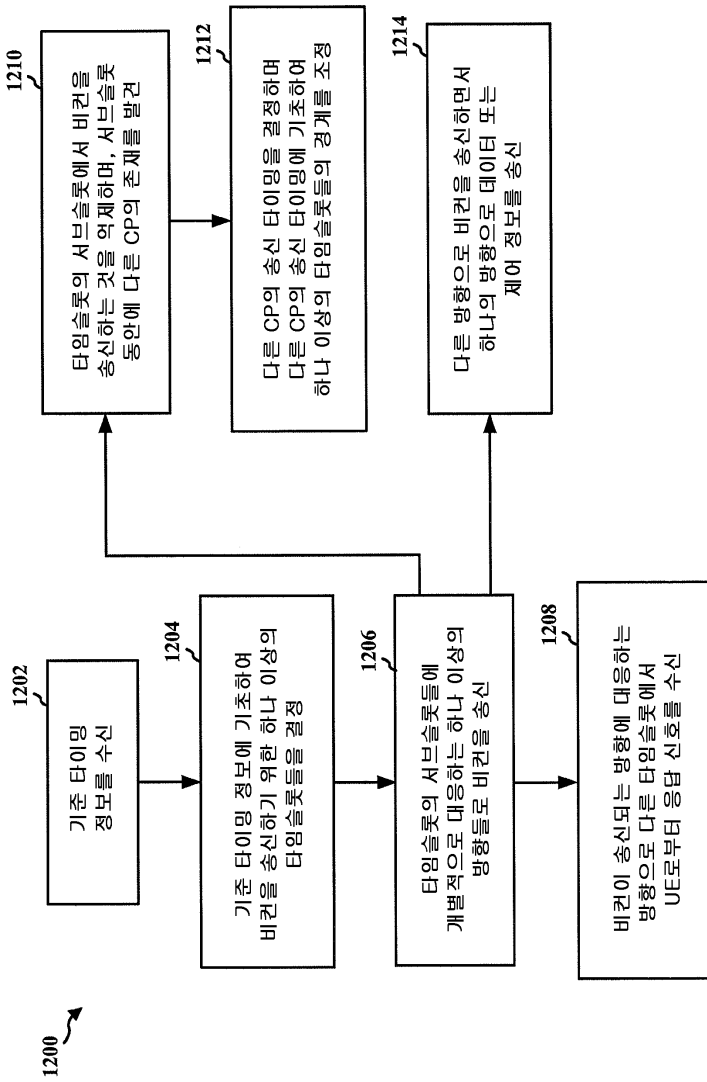 1200
1202
기준 타이밍
정보를 수신
1204
기준 타이밍 정보에 기초하여
비컨을 송신하기 위한 하나 이상의
타임슬롯들을 결정
1206
타임슬롯의 서브슬롯들에
개별적으로 대응하는 하나 이상의
방향들로 비컨을 송신
1208
비컨이 송신되는 방향에 대응하는
방향으로 다른 타임슬롯에서
UE로부터 응답 신호를 수신
1210
타임슬롯의 서브슬롯에서 비컨을
송신하는 것을 억제하며, 서브슬롯
동안에 다른 CP의 존재를 발견
1212
다른 CP의 송신 타이밍을 결정하며
다른 CP의 송신 타이밍에 기초하여
하나 이상의 타임슬롯들의 경계를 조정
1214
다른 방향으로 비컨을 송신하면서
하나의 방향으로 데이터 또는
제어 정보를 송신